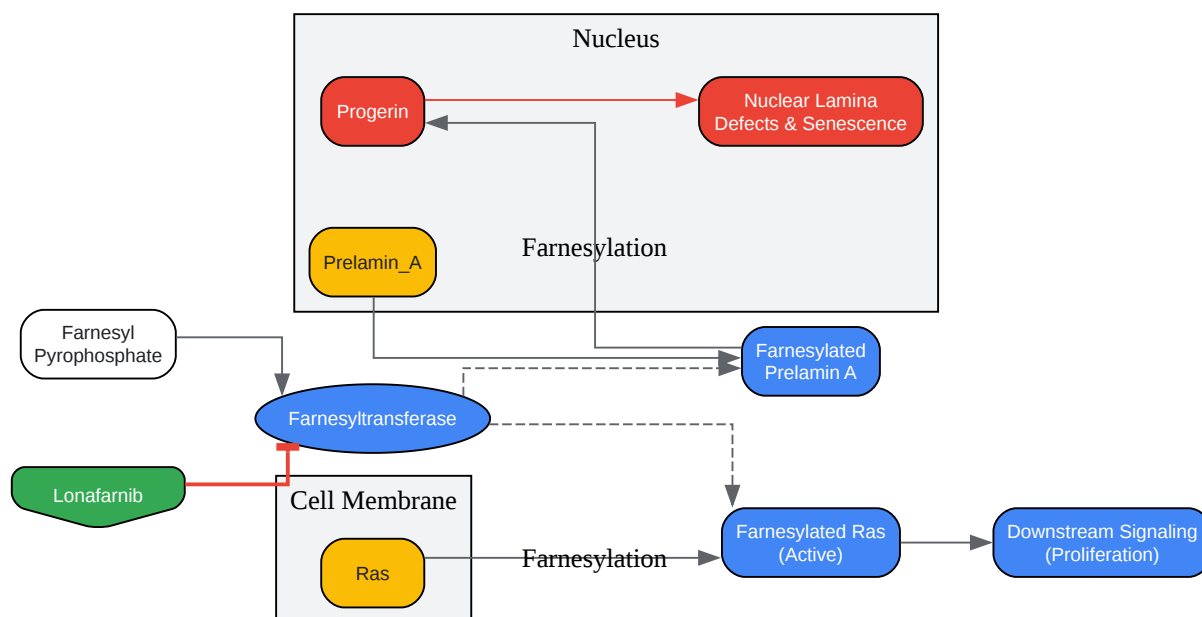 Nucleus
Progerin
Nuclear Lamina
Defects & Senescence
Prelamin_A
Farnesylation
Farnesyl
Pyrophosphate
Farnesylated
Prelamin A
Farnesyltransferase
Lonafarnib
Cell Membrane
Ras
Farnesylation
Farnesylated Ras
(Active)
Downstream Signaling
(Proliferation)